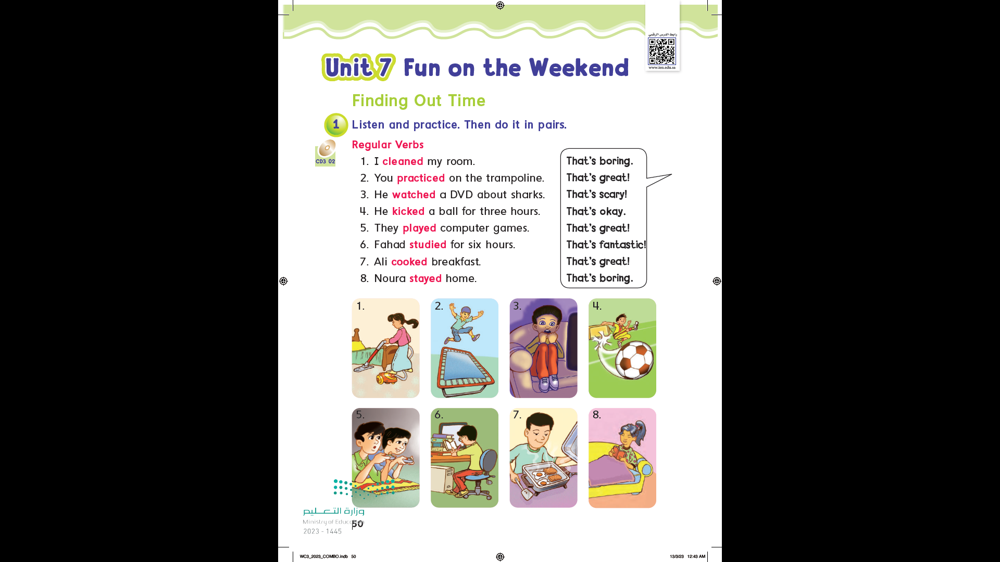 رابط الدرس الرقمي
www.ien.edu.sa
Unit 7 Fun on the Weekend
Finding Out Time
1 Listen and practice. Then do it in pairs.
CD3 02
Regular Verbs
1. I cleaned my room. That's boring.
2. You practiced on the trampoline. That's great!
3. He watched a DVD about sharks. That's scary!
4. He kicked a ball for three hours. That's okay.
5. They played computer games. That's great!
6. Fahad studied for six hours. That's fantastic!
7. Ali cooked breakfast. That's great!
8. Noura stayed home. That's boring.
1. 2. 3. 4.
5. 6. 7. 8.
وزارة التعليم
Ministry of Education
50
2023 - 1445
WC3_2023_COMBO.indb 50 13/3/23 12:43 AM